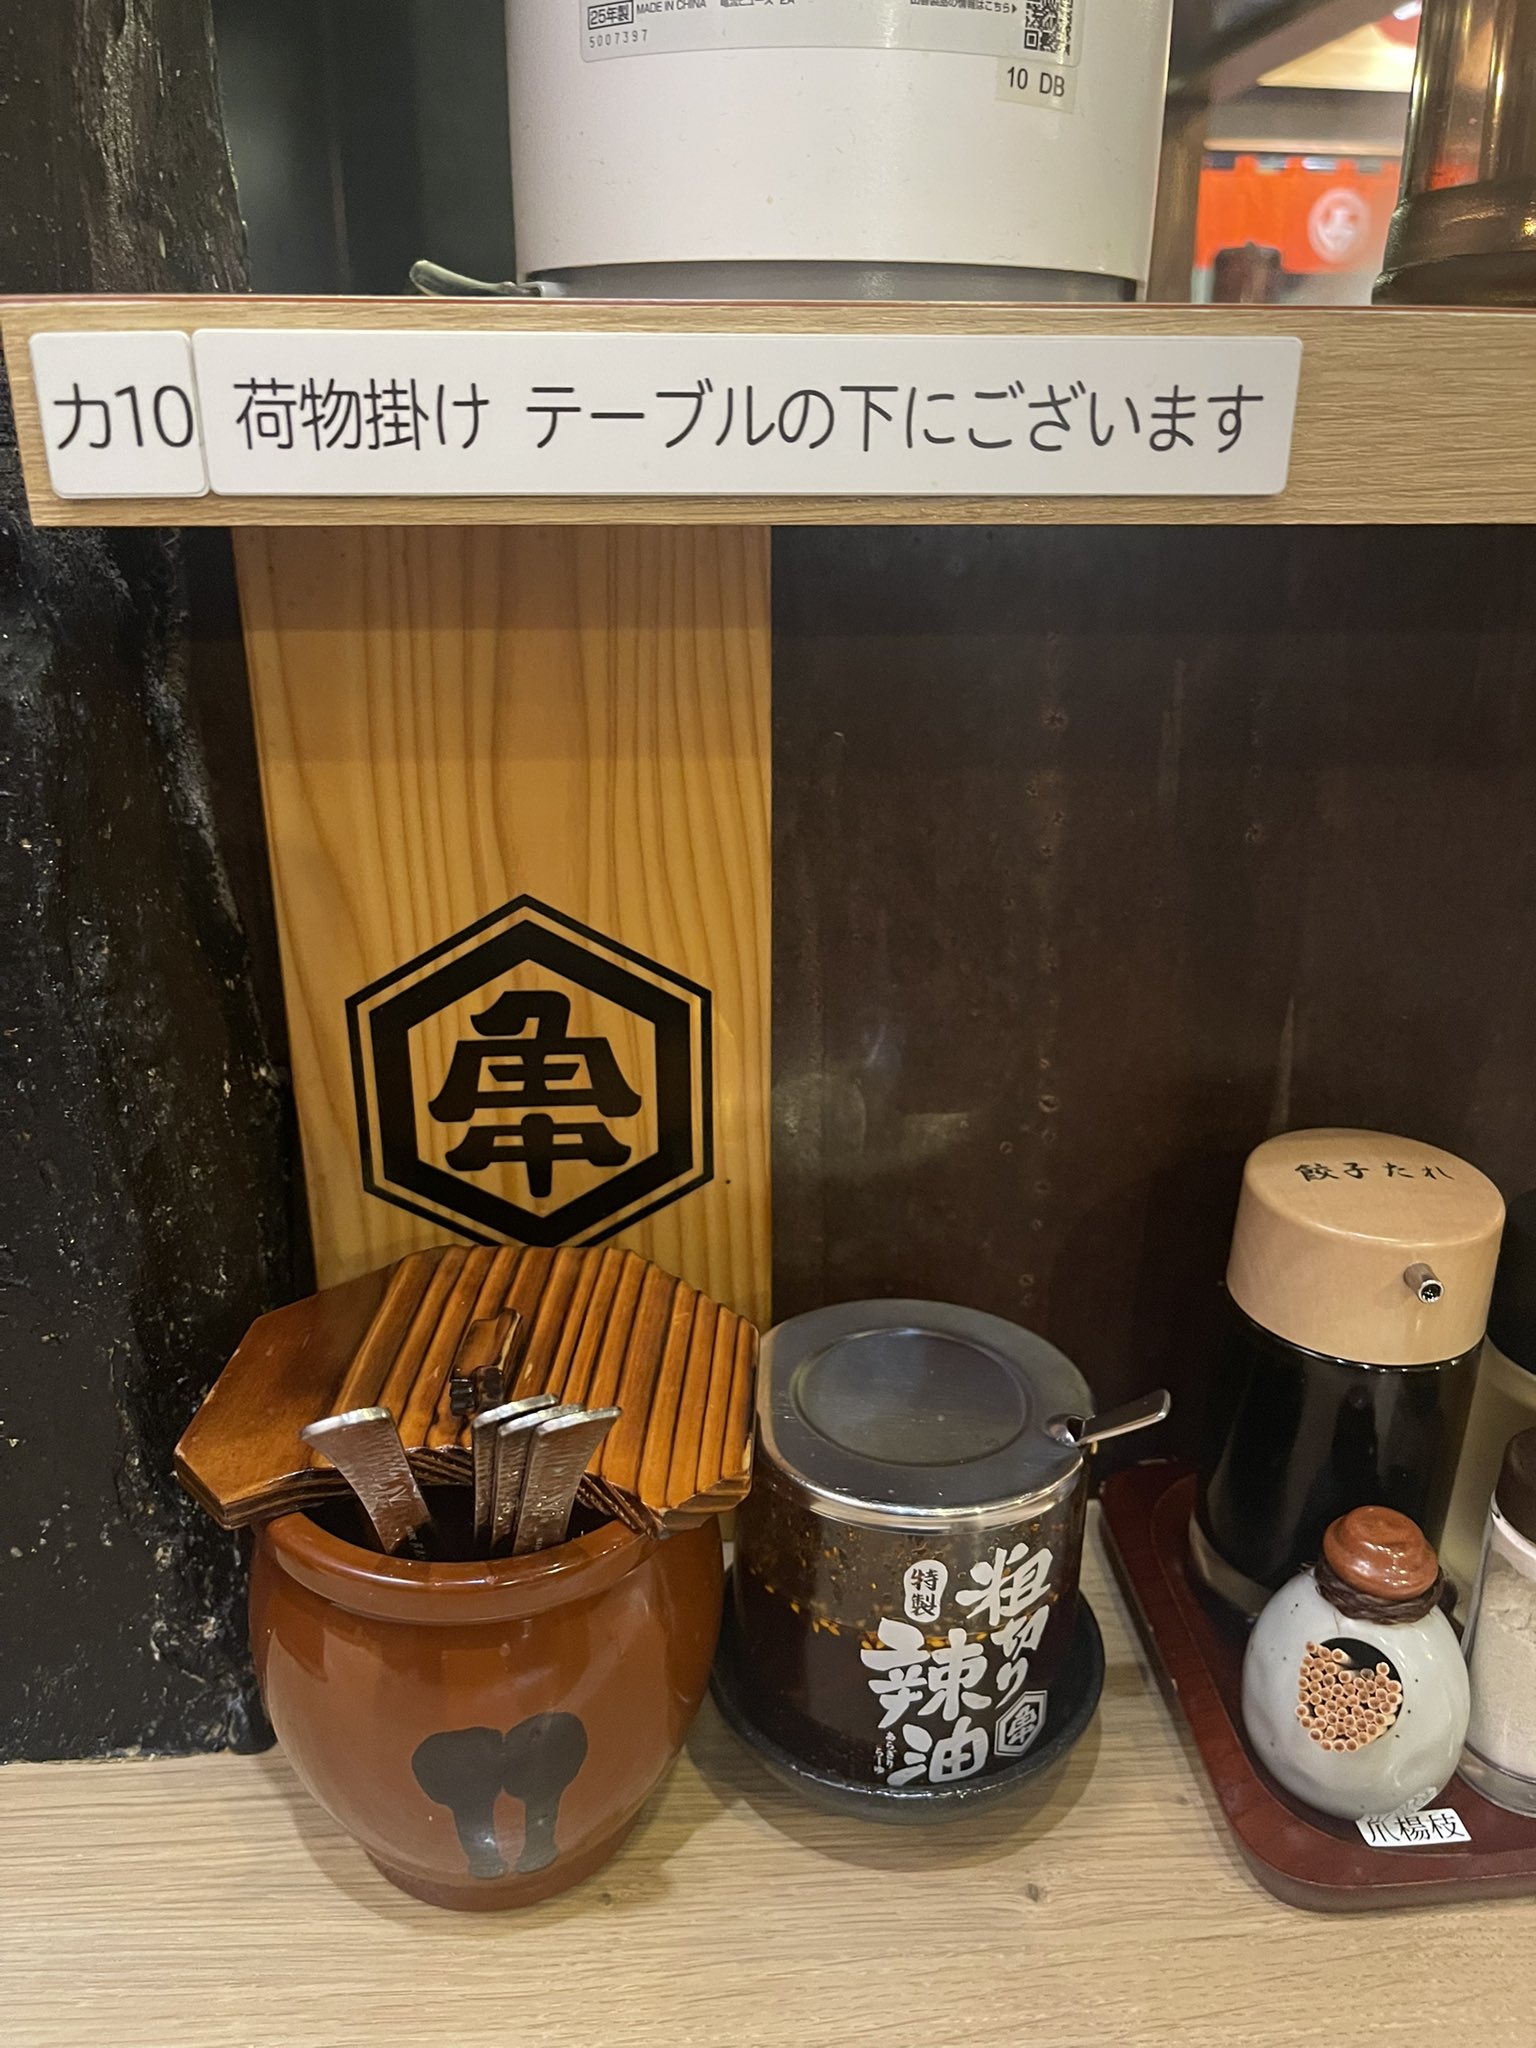 25年製 MADE IN CHINA
5007397
10 DB
カ10
荷物掛け テーブルの下にございます
餃子たれ
特製
粗切り
辣油
爪楊枝